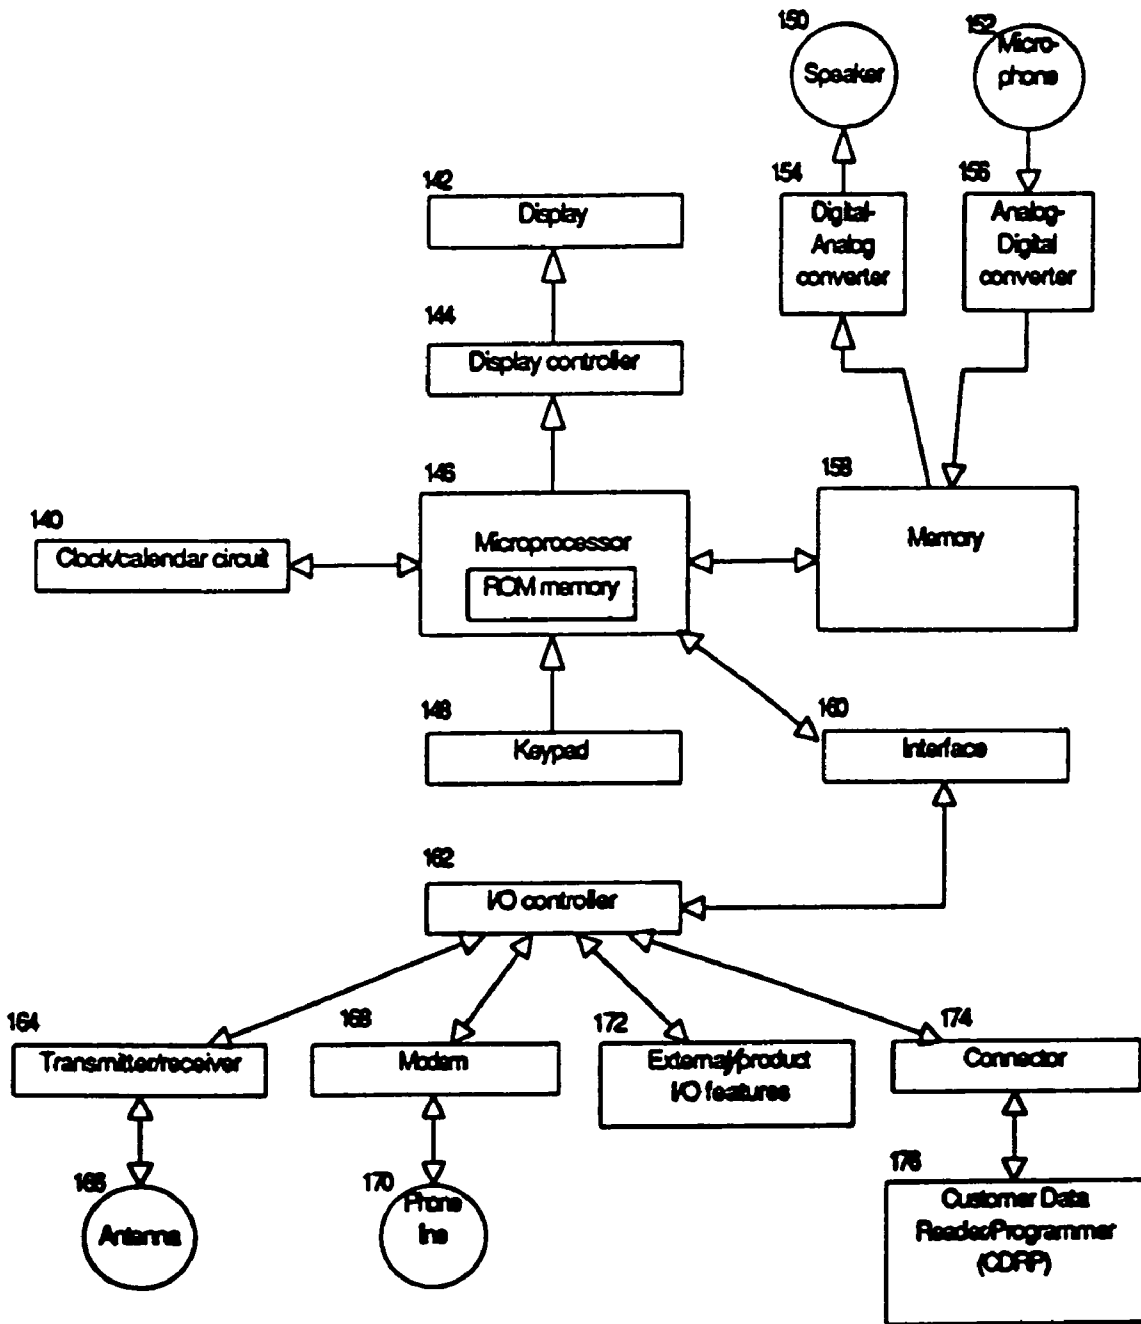 150
Speaker
152
Micro-
phone
154
Digital-
Analog
converter
156
Analog-
Digital
converter
142
Display
144
Display controller
146
Microprocessor
ROM memory
158
Memory
140
Clock/calendar circuit
148
Keypad
160
Interface
162
I/O controller
164
Transmitter/receiver
168
Modem
172
External/product
I/O features
174
Connector
166
Antenna
170
Phone
line
176
Customer Data
Reader/Programmer
(CDRP)